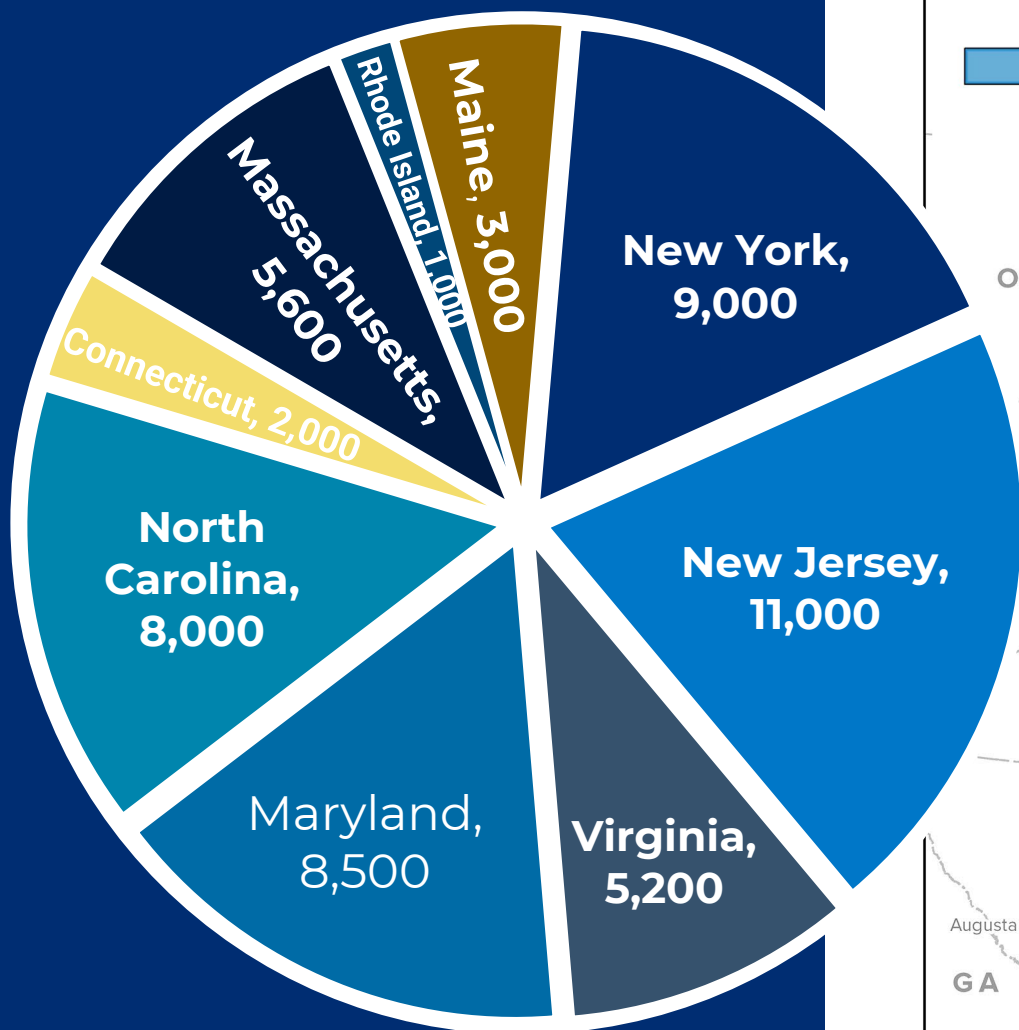 Rhode Island, 1,000
Maine, 3,000
Massachusetts,
5,600
New York,
9,000
O
Connecticut, 2,000
North
Carolina,
8,000
New Jersey,
11,000
Maryland,
8,500
Virginia,
5,200
Augusta
GA